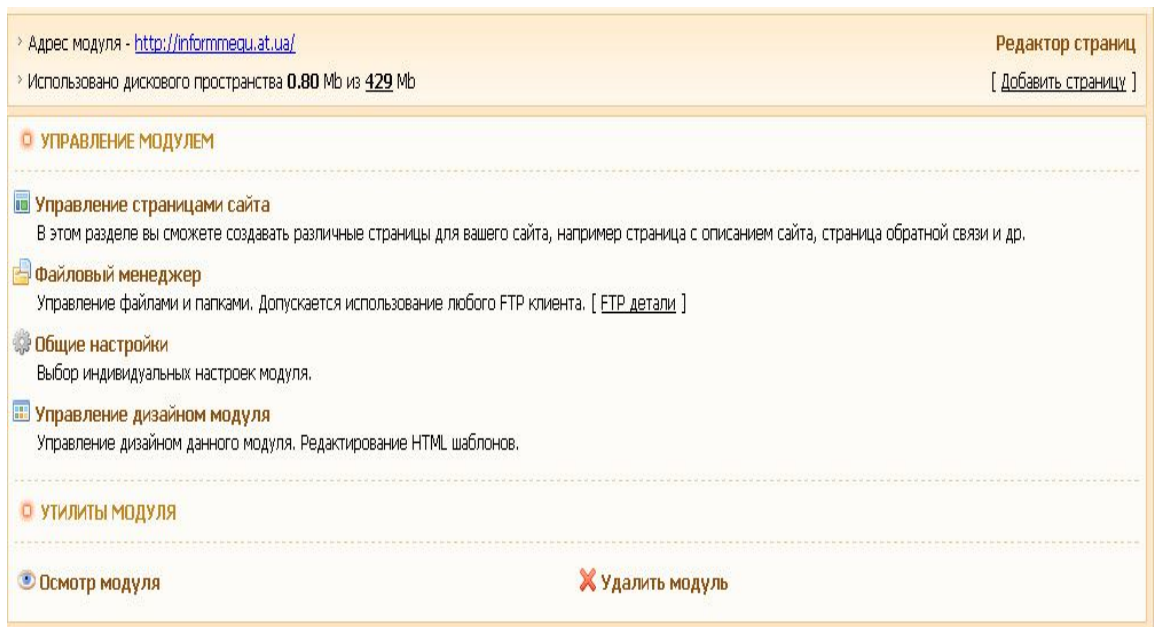 Адрес модуля - http://informmequ.at.ua/
Редактор страниц
Использовано дискового пространства 0.80 Mb из 429 Mb
[ Добавить страницу ]
УПРАВЛЕНИЕ МОДУЛЕМ
Управление страницами сайта
В этом разделе вы сможете создавать различные страницы для вашего сайта, например страница с описанием сайта, страница обратной связи и др.
Файловый менеджер
Управление файлами и папками. Допускается использование любого FTP клиента. [ FTP детали ]
Общие настройки
Выбор индивидуальных настроек модуля.
Управление дизайном модуля
Управление дизайном данного модуля. Редактирование HTML шаблонов.
УТИЛИТЫ МОДУЛЯ
Осмотр модуля
Удалить модуль